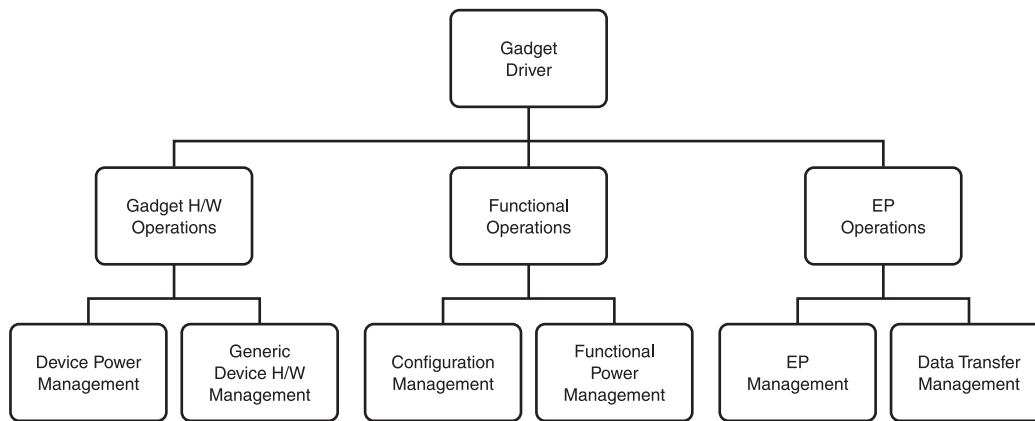 Gadget
Driver
Gadget H/W
Operations
Functional
Operations
EP
Operations
Device Power
Management
Generic
Device H/W
Management
Configuration
Management
Functional
Power
Management
EP
Management
Data Transfer
Management